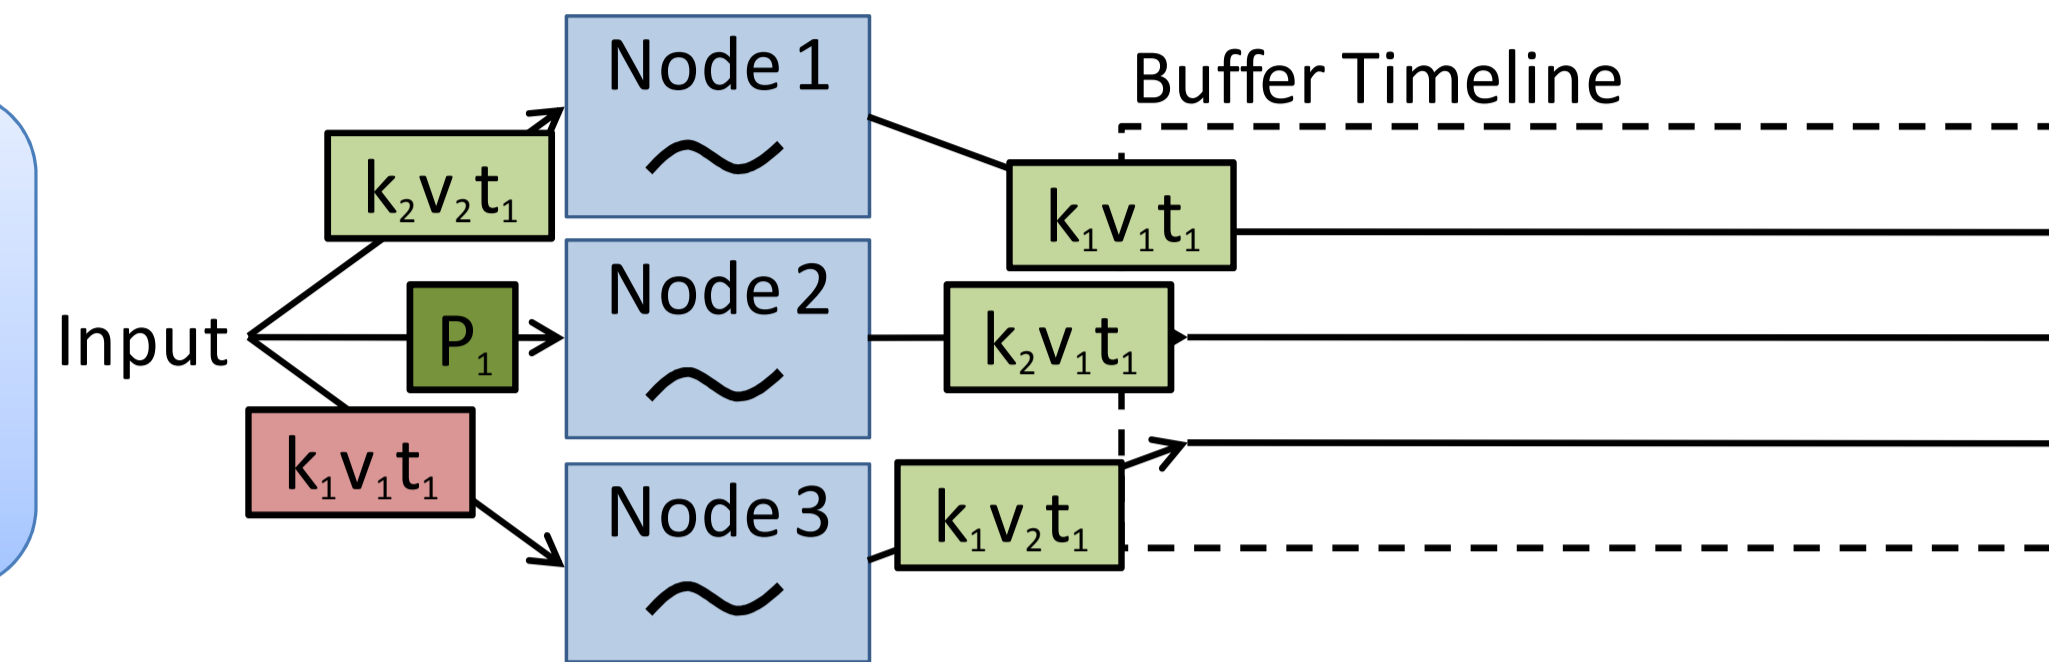 Node 1
Buffer Timeline
k₂v₂t₁
k₁v₁t₁
Node 2
Input
P₁
k₂v₁t₁
k₁v₁t₁
Node 3
k₁v₂t₁